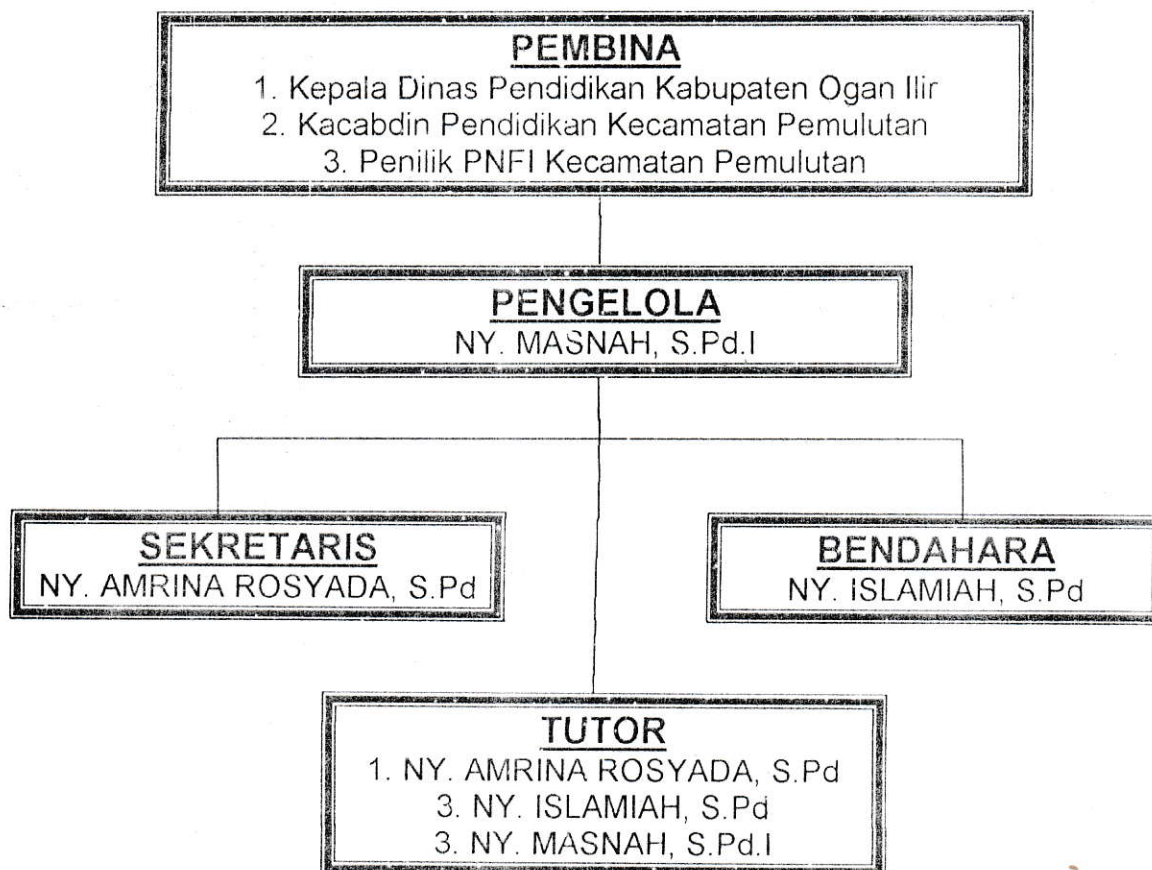 PEMBINA
1. Kepala Dinas Pendidikan Kabupaten Ogan Ilir
2. Kacabdin Pendidikan Kecamatan Pemulutan
3. Penilik PNFI Kecamatan Pemulutan
PENGELOLA
NY. MASNAH, S.Pd.I
SEKRETARIS
NY. AMRINA ROSYADA, S.Pd
BENDAHARA
NY. ISLAMIAH, S.Pd
TUTOR
1. NY. AMRINA ROSYADA, S.Pd
3. NY. ISLAMIAH, S.Pd
3. NY. MASNAH, S.Pd.I